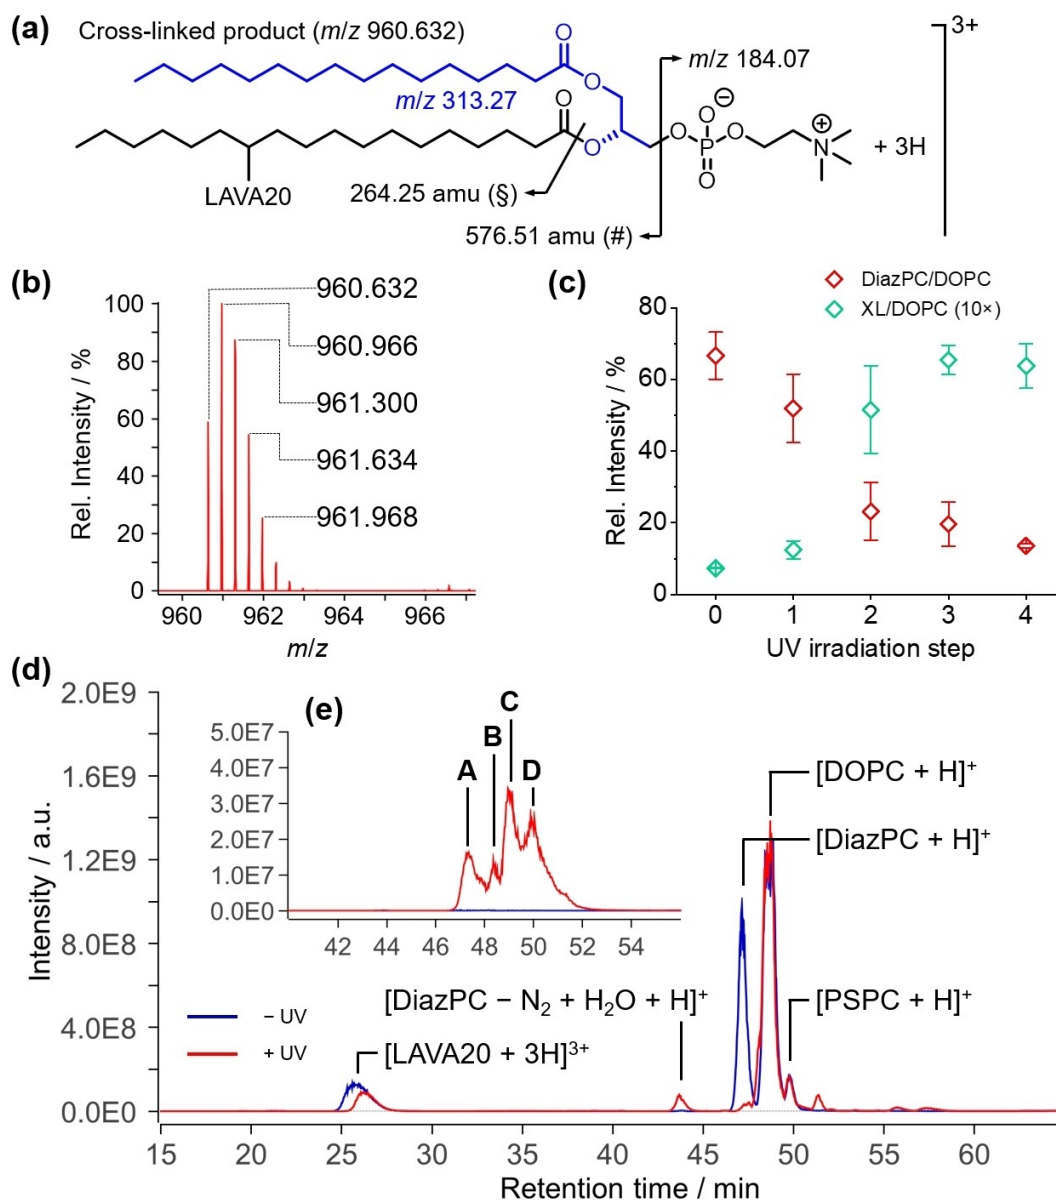 (a)
Cross-linked product (m/z 960.632)
3+
O
O
m/z 184.07
m/z 313.27
O
O
O
O⊖
P
O
O
N⊕
+ 3H
LAVA20
264.25 amu (§)
576.51 amu (#)
(b)
Rel. Intensity / %
100
80
60
40
20
0
960.632
960.966
961.300
961.634
961.968
960
962
964
966
m/z
(c)
DiazPC/DOPC
XL/DOPC (10×)
Rel. Intensity / %
80
60
40
20
0
0
1
2
3
4
UV irradiation step
(d)
Intensity / a.u.
2.0E9
1.6E9
1.2E9
8.0E8
4.0E8
0.0E0
(e)
5.0E7
4.0E7
3.0E7
2.0E7
1.0E7
0.0E0
A
B
C
D
42
44
46
48
50
52
54
[DOPC + H]⁺
[DiazPC + H]⁺
[DiazPC − N₂ + H₂O + H]⁺
[PSPC + H]⁺
− UV
+ UV
[LAVA20 + 3H]³⁺
15
20
25
30
35
40
45
50
55
60
Retention time / min